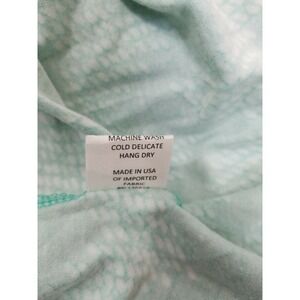 MACHINE WASH
COLD DELICATE
HANG DRY
MADE IN USA
OF IMPORTED
FABRIC